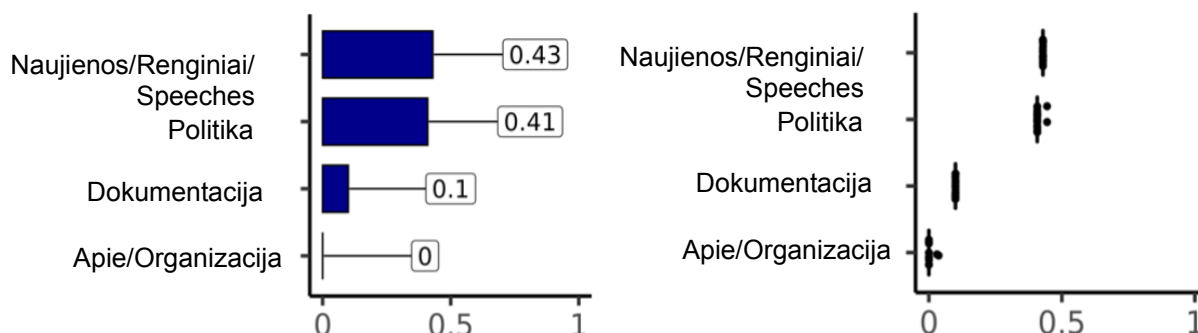 Naujienos/Renginiai/
Speeches
0.43
Politika
0.41
Dokumentacija
0.1
Apie/Organizacija
0
0 0.5 1
Naujienos/Renginiai/
Speeches
Politika
Dokumentacija
Apie/Organizacija
0 0.5 1